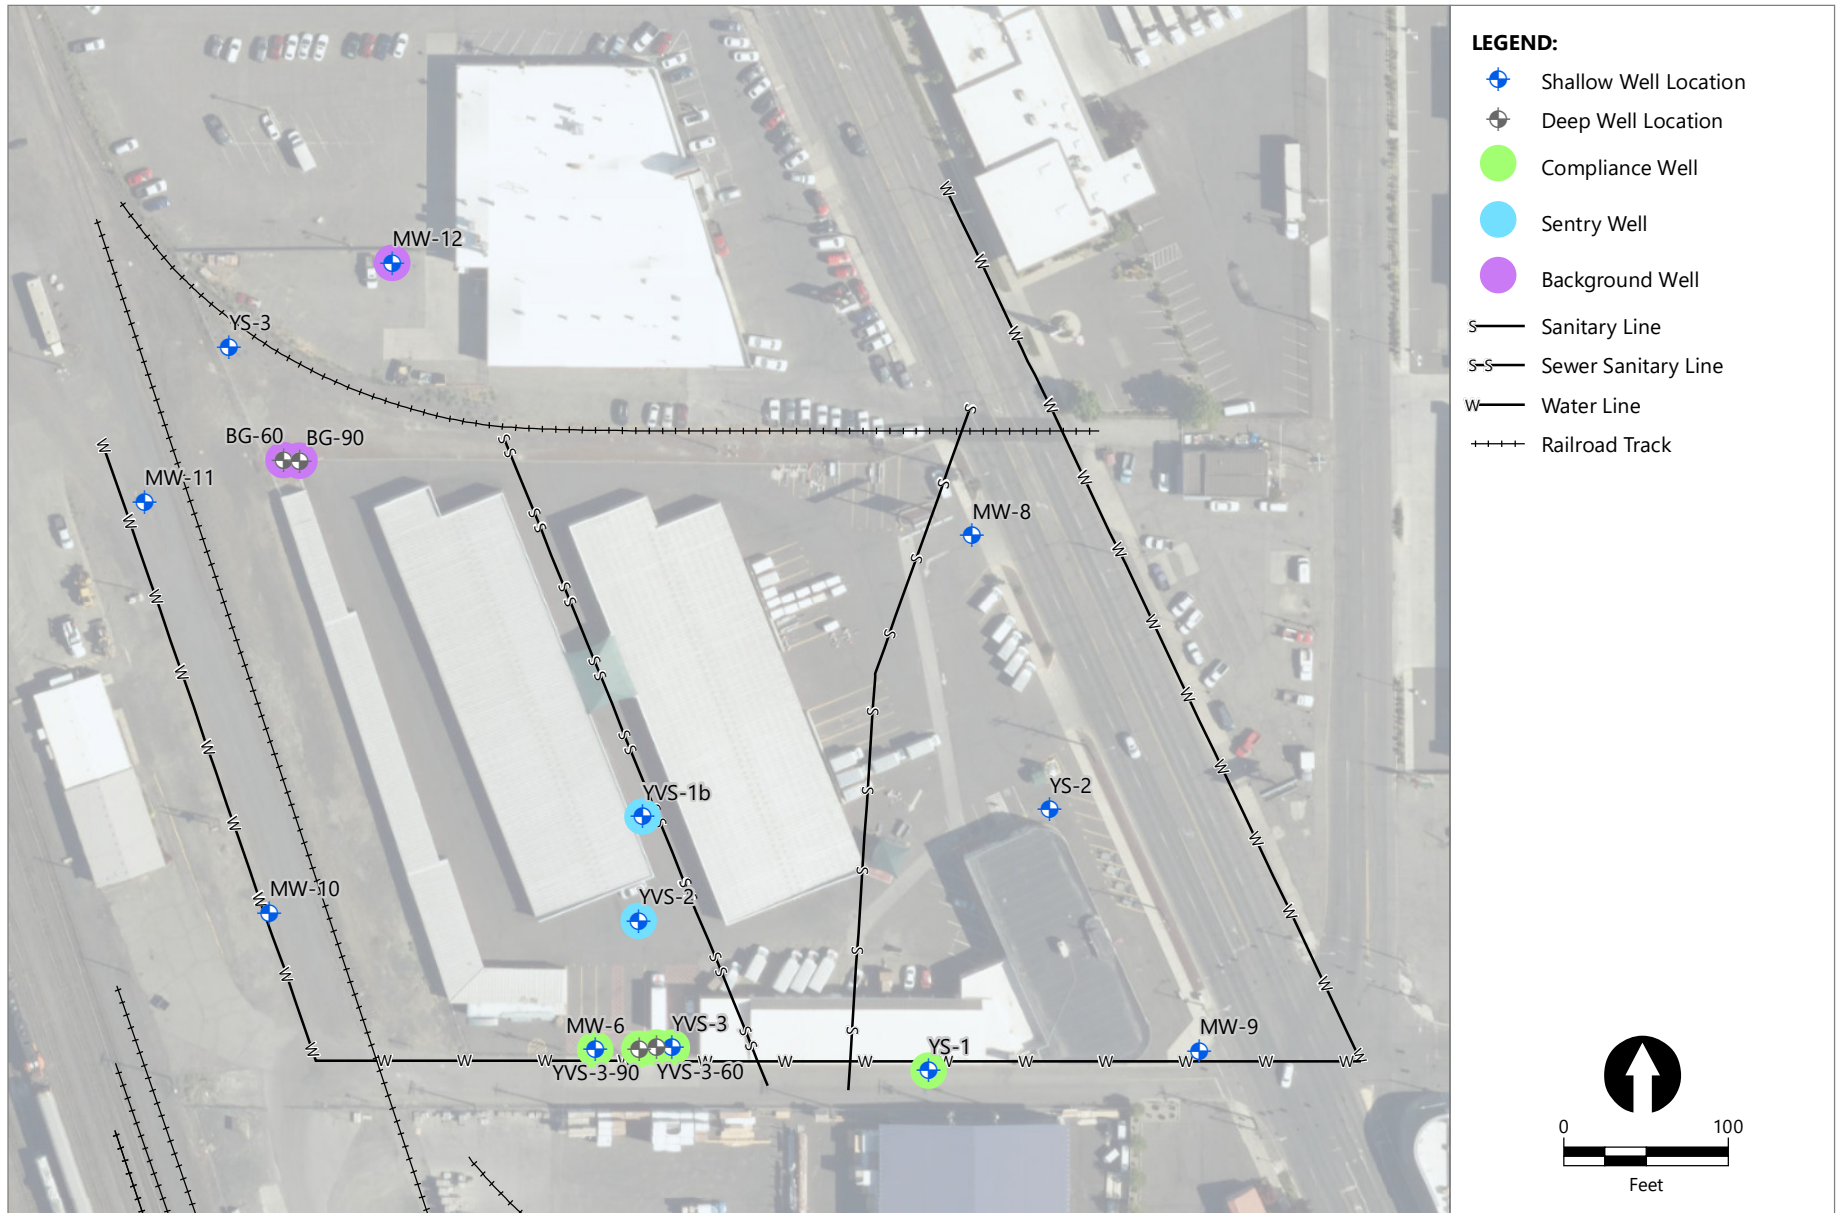 MW-12
YS-3
BG-60
BG-90
MW-11
MW-8
YVS-1b
YS-2
MW-10
YVS-2
MW-6
YVS-3
YVS-3-90
YVS-3-60
YS-1
MW-9
LEGEND:
Shallow Well Location
Deep Well Location
Compliance Well
Sentry Well
Background Well
S Sanitary Line
S-S Sewer Sanitary Line
W Water Line
Railroad Track
0 100
Feet